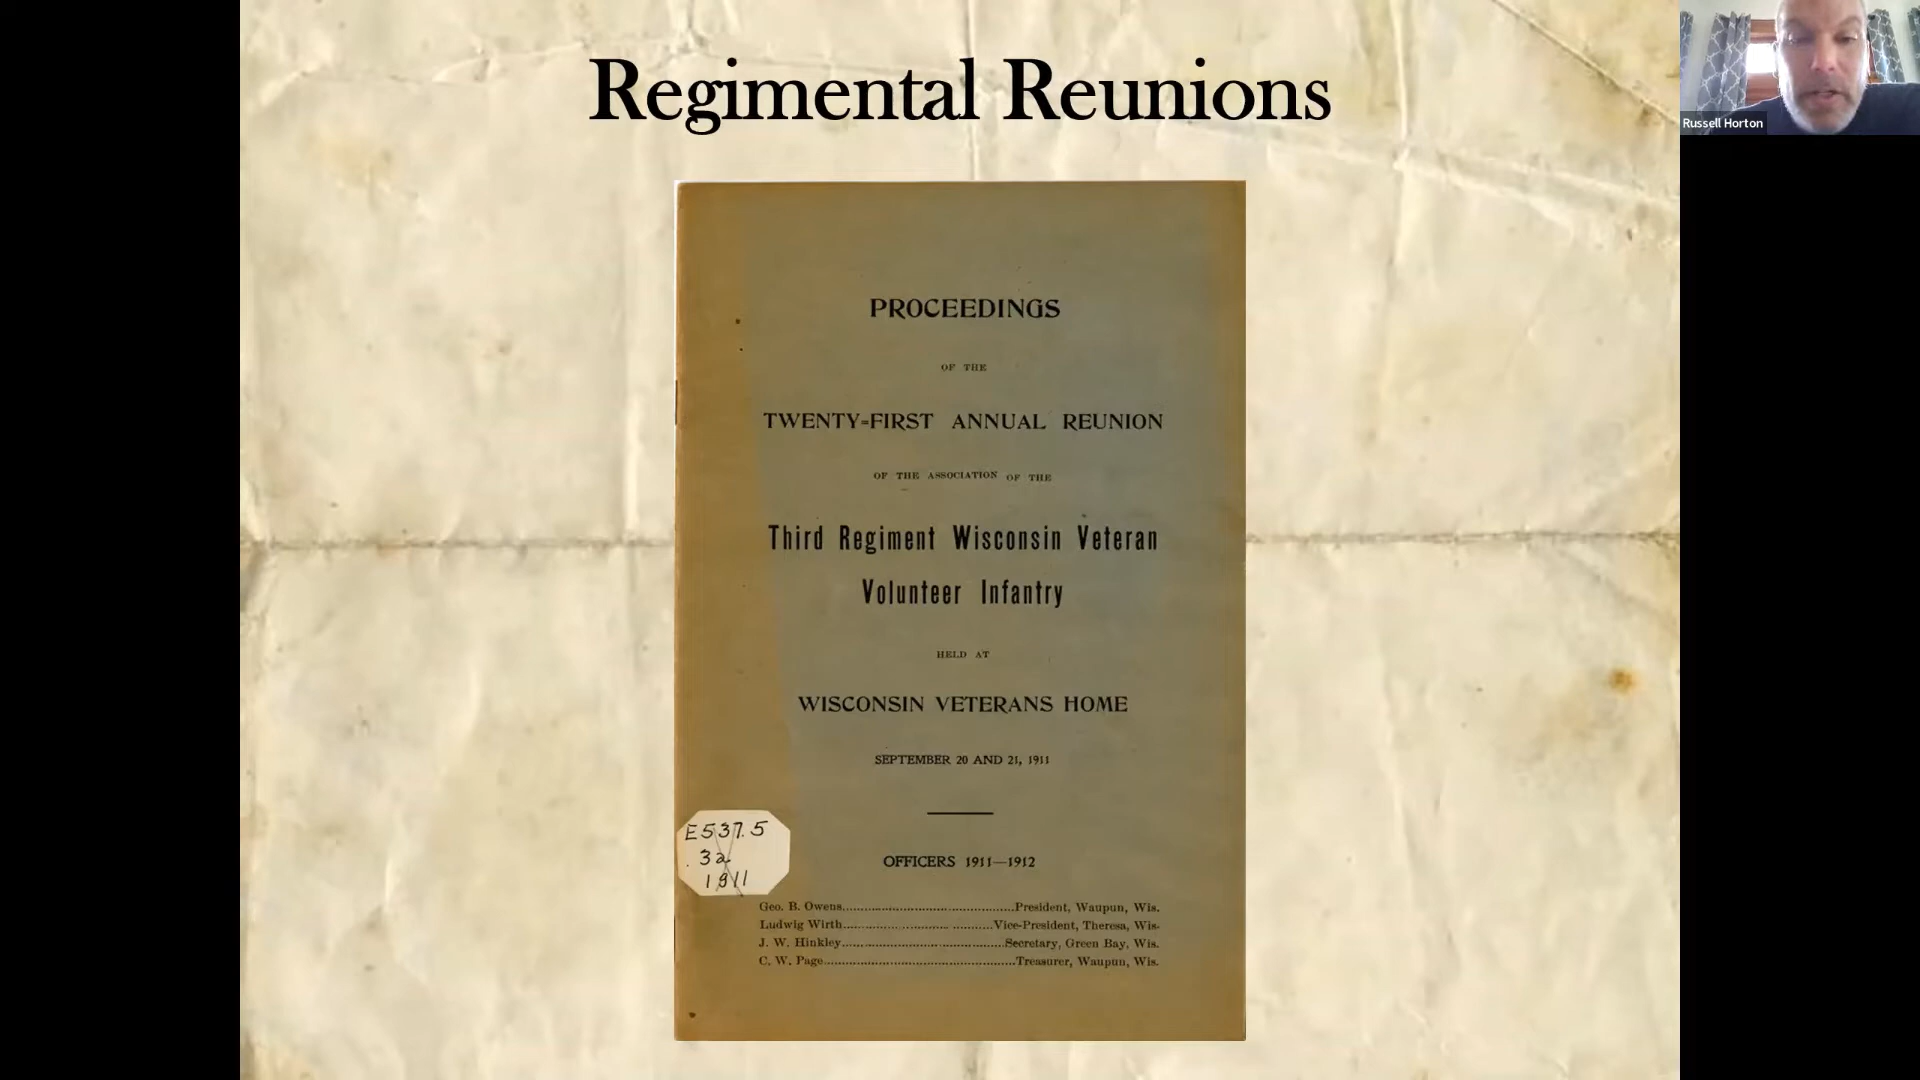 Regimental Reunions
Russell Horton
PROCEEDINGS
OF THE
TWENTY=FIRST ANNUAL REUNION
OF THE ASSOCIATION OF THE
Third Regiment Wisconsin Veteran
Volunteer Infantry
HELD AT
WISCONSIN VETERANS HOME
SEPTEMBER 20 AND 21, 1911
OFFICERS 1911—1912
E537.5
.3a
1911
Geo. B. Owens........................................President, Waupun, Wis.
Ludwig Wirth........................................Vice-President, Theresa, Wis.
J. W. Hinkley........................................Secretary, Green Bay, Wis.
C. W. Page........................................Treasurer, Waupun, Wis.